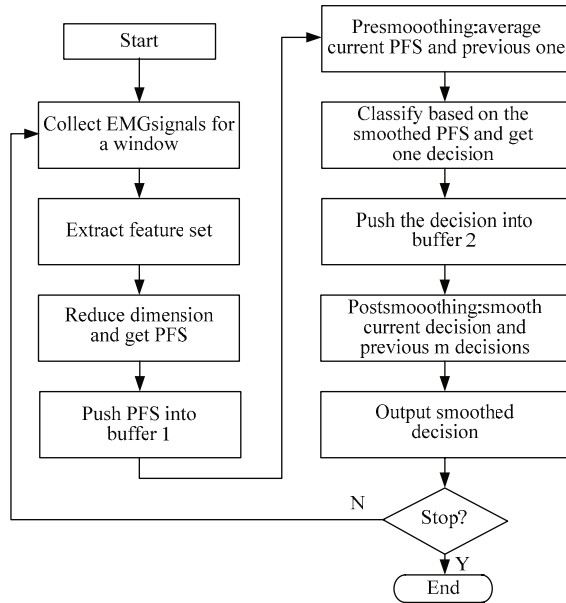 Start
Collect EMGsignals for
a window
Extract feature set
Reduce dimension
and get PFS
Push PFS into
buffer 1
Presmooothing:average
current PFS and previous one
Classify based on the
smoothed PFS and get
one decision
Push the decision into
buffer 2
Postsmooothing:smooth
current decision and
previous m decisions
Output smoothed
decision
N
Stop?
Y
End